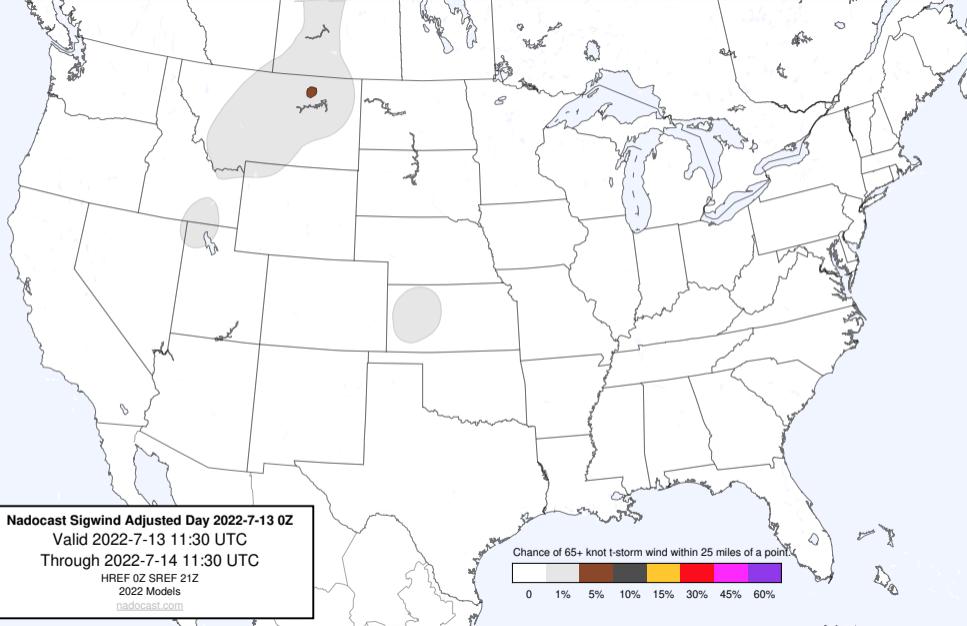 Nadocast Sigwind Adjusted Day 2022-7-13 0Z
Valid 2022-7-13 11:30 UTC
Through 2022-7-14 11:30 UTC
HREF 0Z SREF 21Z
2022 Models
nadocast.com
Chance of 65+ knot t-storm wind within 25 miles of a point.
0 1% 5% 10% 15% 30% 45% 60%